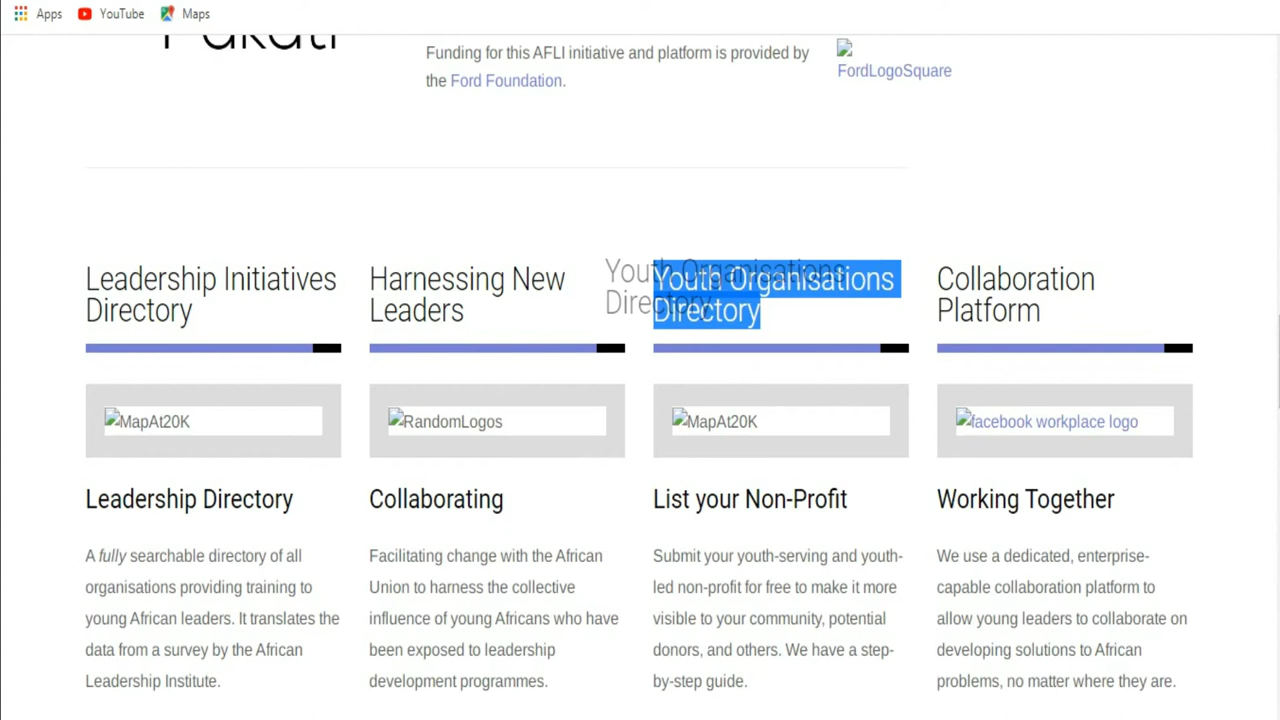 Apps YouTube Maps
Pakati
Funding for this AFLI initiative and platform is provided by
the Ford Foundation.
FordLogoSquare
Leadership Initiatives
Directory
Harnessing New
Leaders
Youth Organisations
Directory
Youth Organisations
Directory
Collaboration
Platform
MapAt20K
RandomLogos
MapAt20K
facebook workplace logo
Leadership Directory
A fully searchable directory of all
organisations providing training to
young African leaders. It translates the
data from a survey by the African
Leadership Institute.
Collaborating
Facilitating change with the African
Union to harness the collective
influence of young Africans who have
been exposed to leadership
development programmes.
List your Non-Profit
Submit your youth-serving and youth-
led non-profit for free to make it more
visible to your community, potential
donors, and others. We have a step-
by-step guide.
Working Together
We use a dedicated, enterprise-
capable collaboration platform to
allow young leaders to collaborate on
developing solutions to African
problems, no matter where they are.